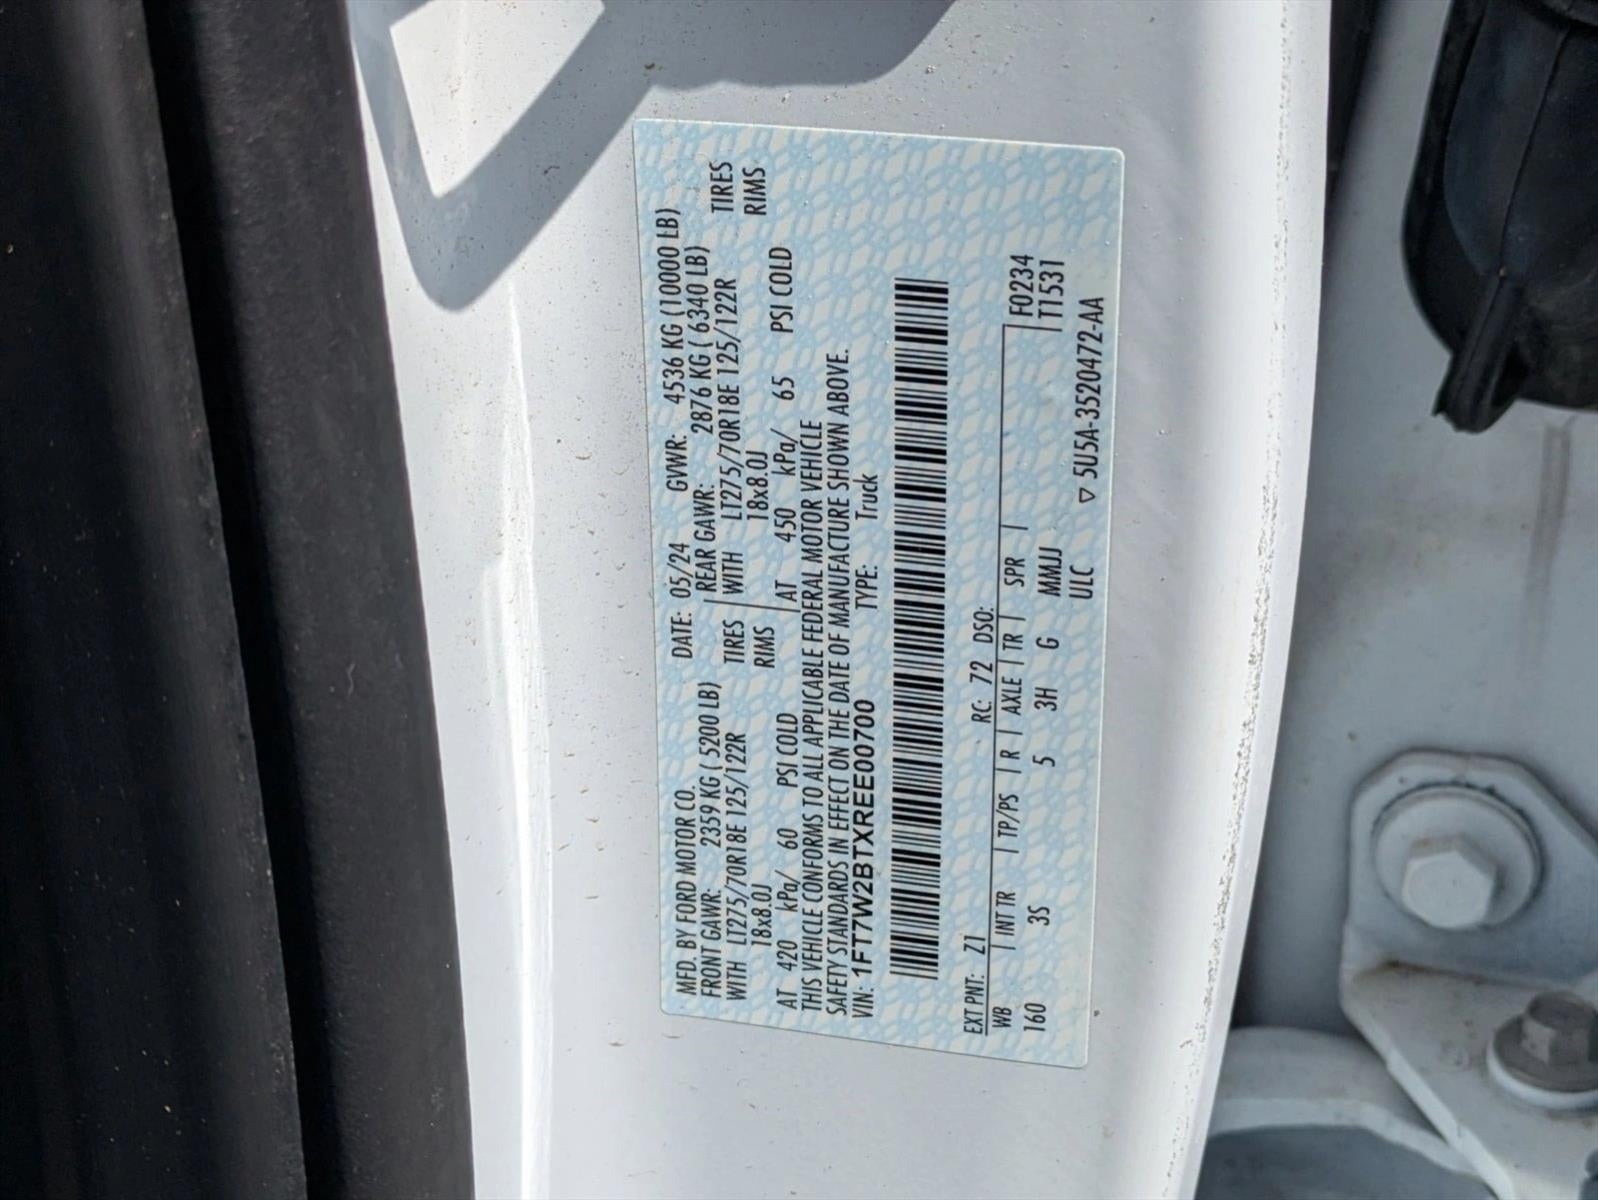 MFD. BY FORD MOTOR CO. DATE: 05/24 GVWR: 4536 KG (10000 LB)
FRONT GAWR: 2359 KG ( 5200 LB) REAR GAWR: 2876 KG ( 6340 LB)
WITH LT275/70R18E 125/122R TIRES WITH LT275/70R18E 125/122R TIRES
18x8.0J RIMS 18x8.0J RIMS
AT 420 kPa/ 60 PSI COLD AT 450 kPa/ 65 PSI COLD
THIS VEHICLE CONFORMS TO ALL APPLICABLE FEDERAL MOTOR VEHICLE
SAFETY STANDARDS IN EFFECT ON THE DATE OF MANUFACTURE SHOWN ABOVE.
VIN: 1FT7W2BTXREE00700 TYPE: Truck
EXT PNT: Z1 RC: 72 DSO:
WB INT TR TP/PS R AXLE TR SPR F0234
160 3S 5 3H G MMJJ T1531
ULC ▽ 5U5A-3520472-AA